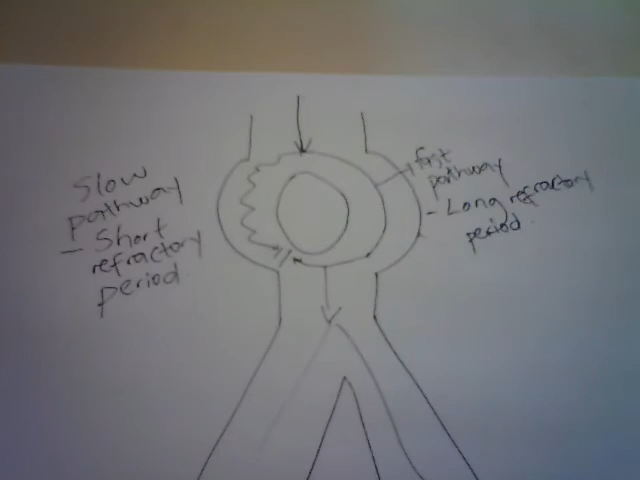 Slow
pathway
- Short
refractory
period.
fast
pathway
- Long refractory
period.